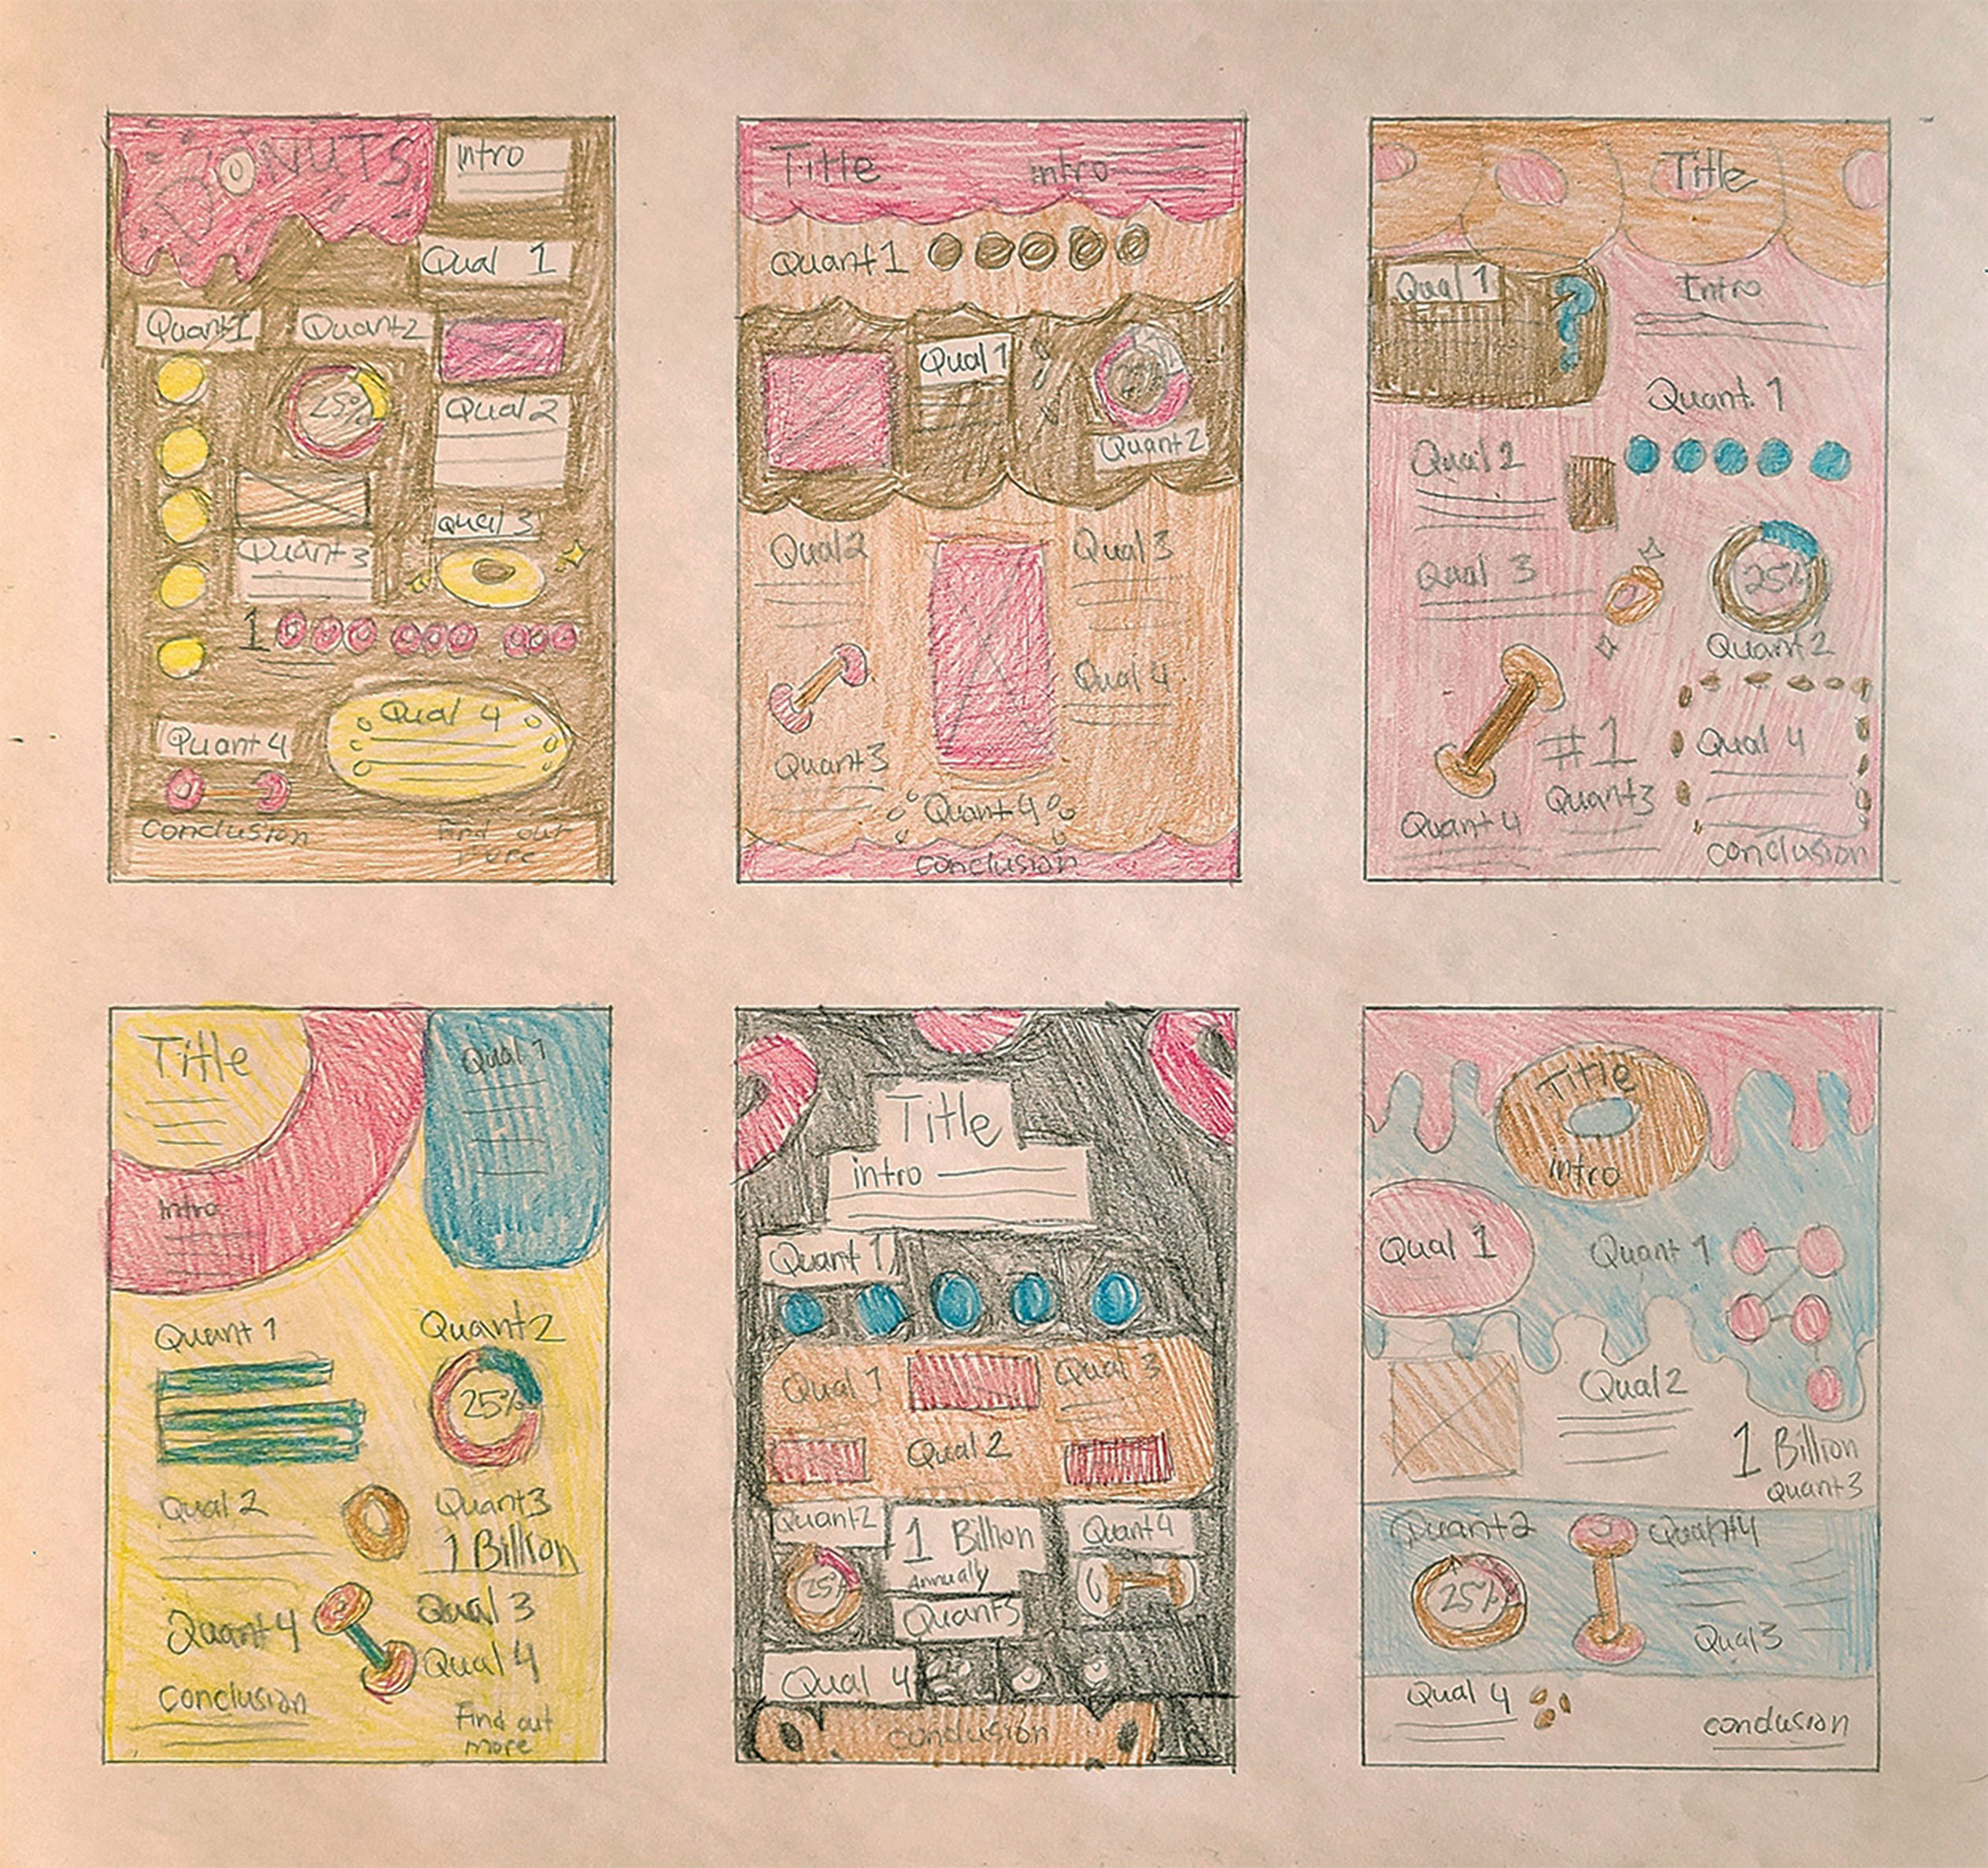 DONUTS
Intro
Qual 1
Quant 1
Quant 2
25%
Qual 2
Quant 3
Qual 3
1
Qual 4
Quant 4
Conclusion
Find out
more
Title
intro
Quant 1
Qual 1
25%
Quant 2
Qual 2
Qual 3
Qual 4
Quant 3
Quant 4
conclusion
Title
Qual 1
?
Intro
Quant 1
Qual 2
Qual 3
25%
Quant 2
#1
Qual 4
Quant 3
Quant 4
conclusion
Title
Qual 1
Intro
Quant 1
Quant 2
25%
Qual 2
Quant 3
1 Billion
Quant 4
Qual 3
Qual 4
Conclusion
Find out
more
Title
intro
Quant 1
Qual 1
Qual 3
Qual 2
Quant 2
1 Billion
Annually
Quant 4
25%
Quant 3
Qual 4
conclusion
Title
intro
Qual 1
Quant 1
Qual 2
1 Billion
Quant 3
Quant 2
Quant 4
25%
Qual 3
Qual 4
conclusion